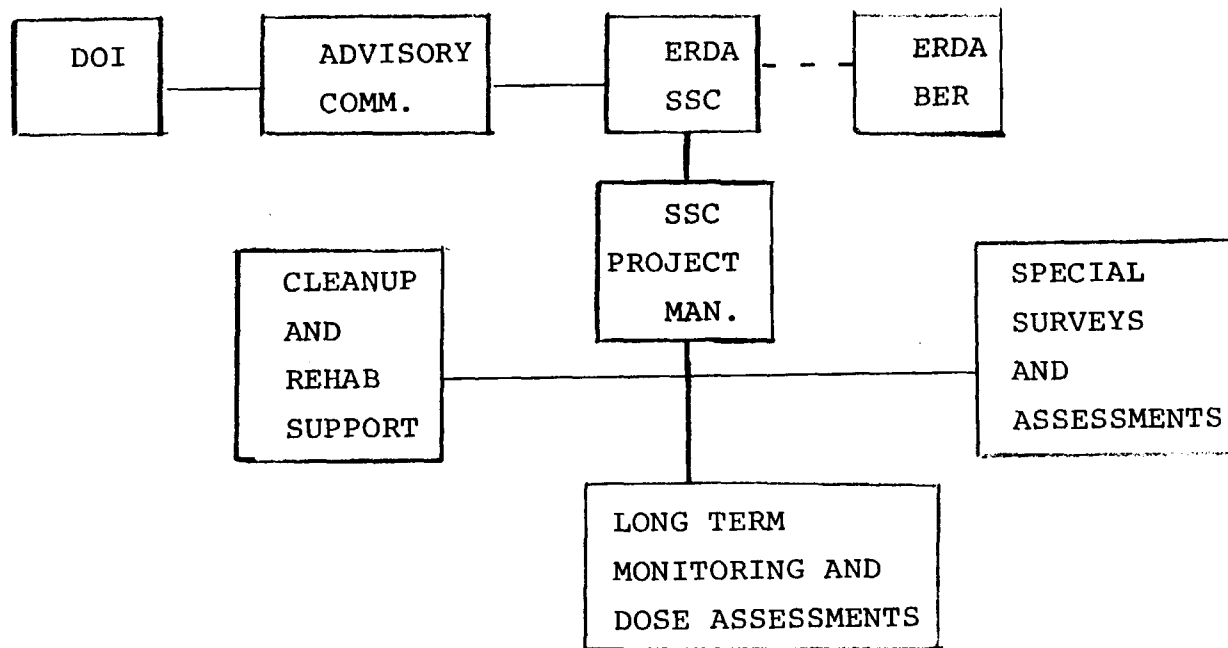 DOI
ADVISORY
COMM.
ERDA
SSC
ERDA
BER
SSC
PROJECT
MAN.
CLEANUP
AND
REHAB
SUPPORT
SPECIAL
SURVEYS
AND
ASSESSMENTS
LONG TERM
MONITORING AND
DOSE ASSESSMENTS